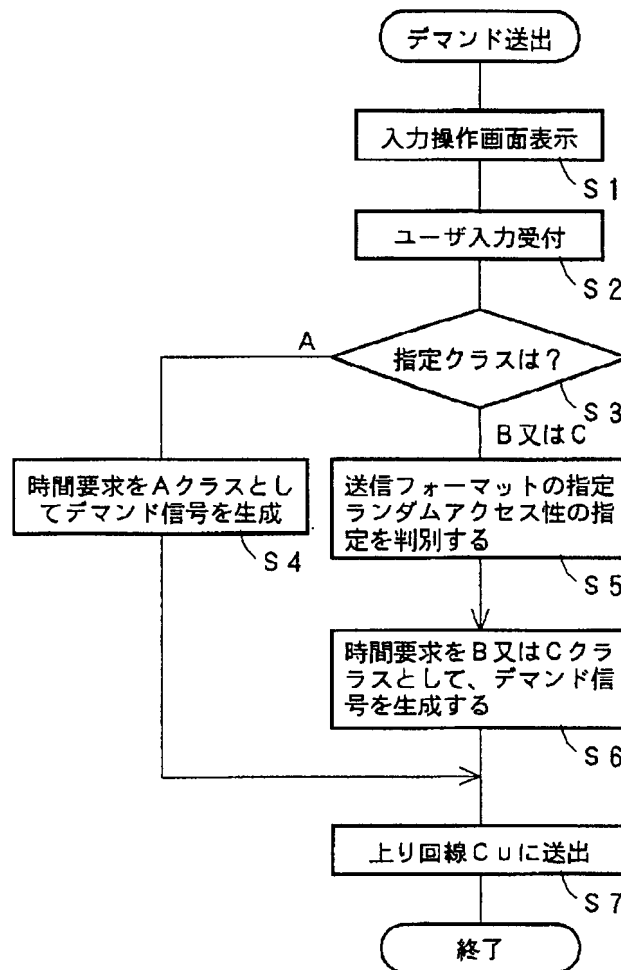 デマンド送出
入力操作画面表示
S1
ユーザ入力受付
S2
A
指定クラスは?
S3
B又はC
時間要求をAクラスとし
てデマンド信号を生成
S4
送信フォーマットの指定
ランダムアクセス性の指
定を判別する
S5
時間要求をB又はCクラ
ラスとして、デマンド信
号を生成する
S6
上り回線Cuに送出
S7
終了